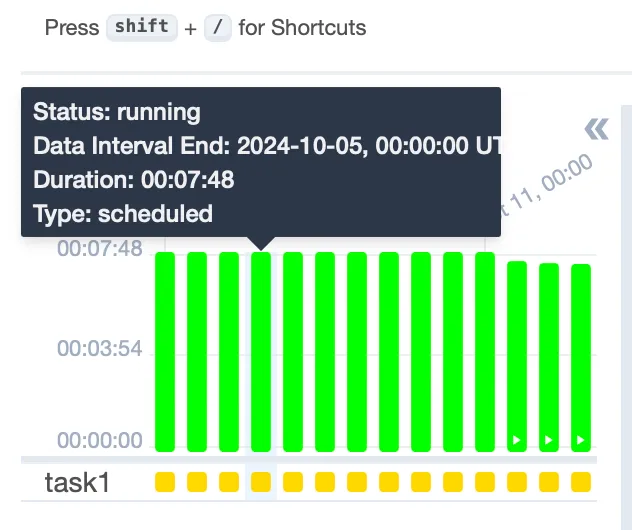 Press shift + / for Shortcuts
Status: running
Data Interval End: 2024-10-05, 00:00:00 UT
Duration: 00:07:48
Type: scheduled
«
t 11, 00:00
00:07:48
00:03:54
00:00:00
task1